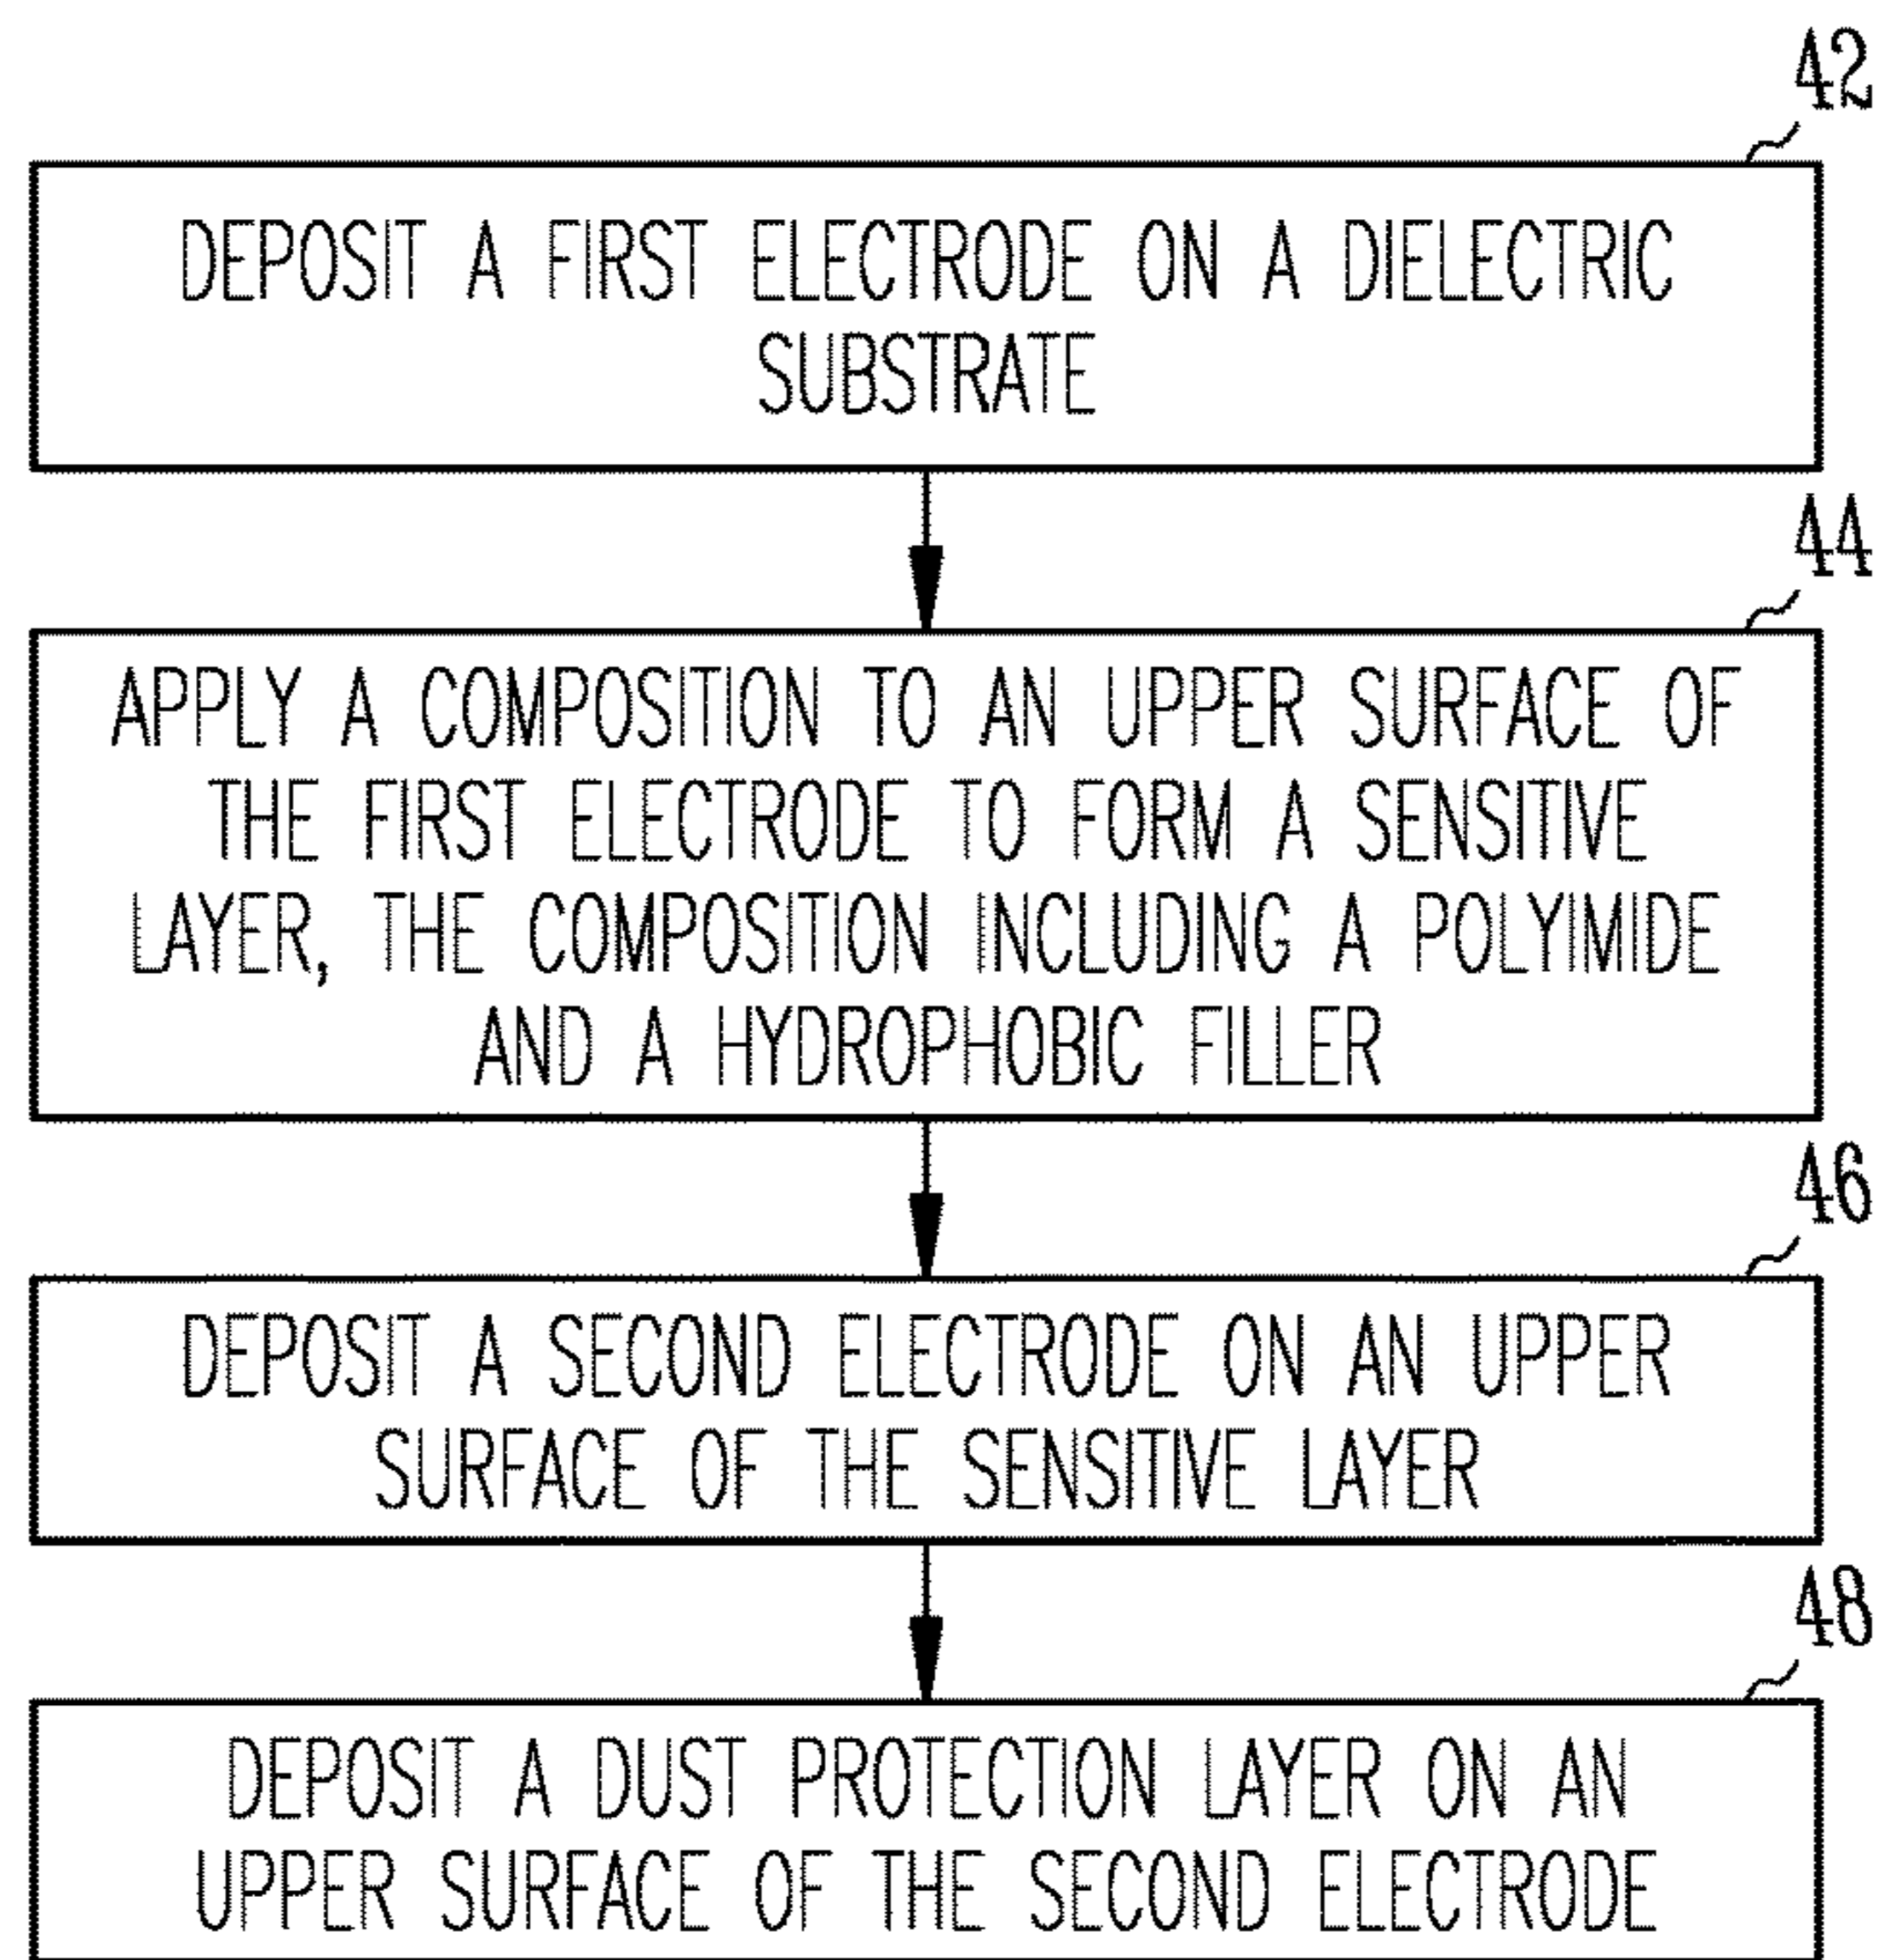 42
DEPOSIT A FIRST ELECTRODE ON A DIELECTRIC
SUBSTRATE
44
APPLY A COMPOSITION TO AN UPPER SURFACE OF
THE FIRST ELECTRODE TO FORM A SENSITIVE
LAYER, THE COMPOSITION INCLUDING A POLYIMIDE
AND A HYDROPHOBIC FILLER
46
DEPOSIT A SECOND ELECTRODE ON AN UPPER
SURFACE OF THE SENSITIVE LAYER
48
DEPOSIT A DUST PROTECTION LAYER ON AN
UPPER SURFACE OF THE SECOND ELECTRODE